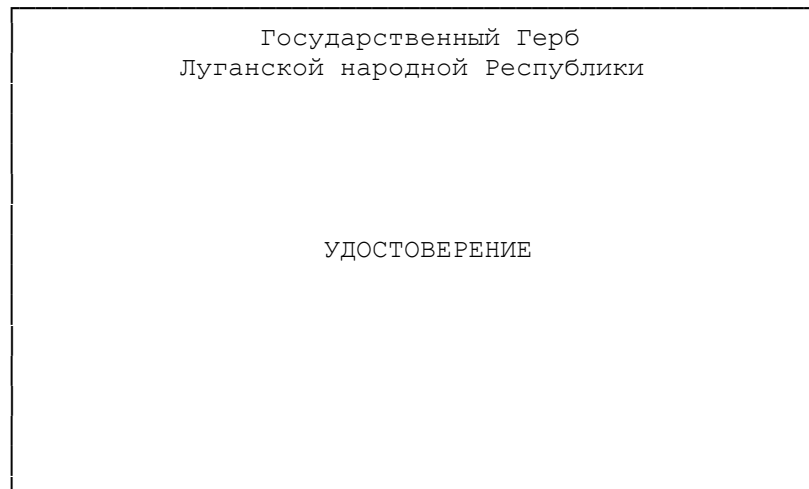 Государственный Герб
Луганской народной Республики
УДОСТОВЕРЕНИЕ